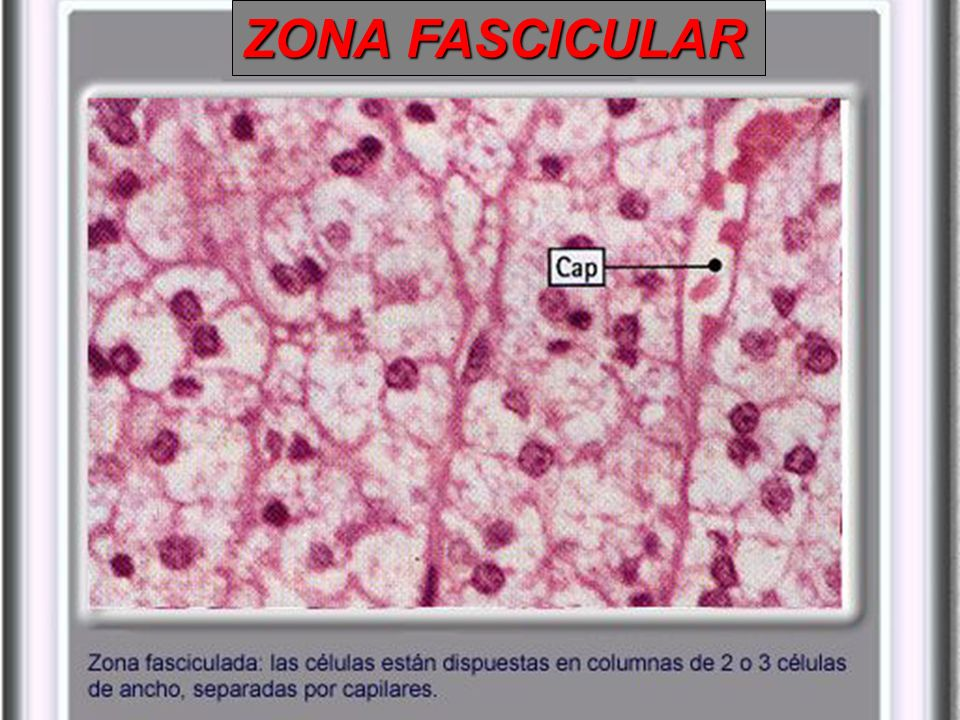 ZONA FASCICULAR
Cap
Zona fasciculada: las células están dispuestas en columnas de 2 o 3 células
de ancho, separadas por capilares.